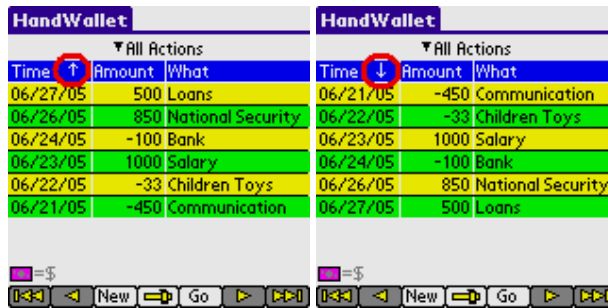 HandWallet
▼All Actions
Time ↑ Amount What
06/27/05 500 Loans
06/26/05 850 National Security
06/24/05 -100 Bank
06/23/05 1000 Salary
06/22/05 -33 Children Toys
06/21/05 -450 Communication
=$
New Go
HandWallet
▼All Actions
Time ↓ Amount What
06/21/05 -450 Communication
06/22/05 -33 Children Toys
06/23/05 1000 Salary
06/24/05 -100 Bank
06/26/05 850 National Security
06/27/05 500 Loans
=$
New Go